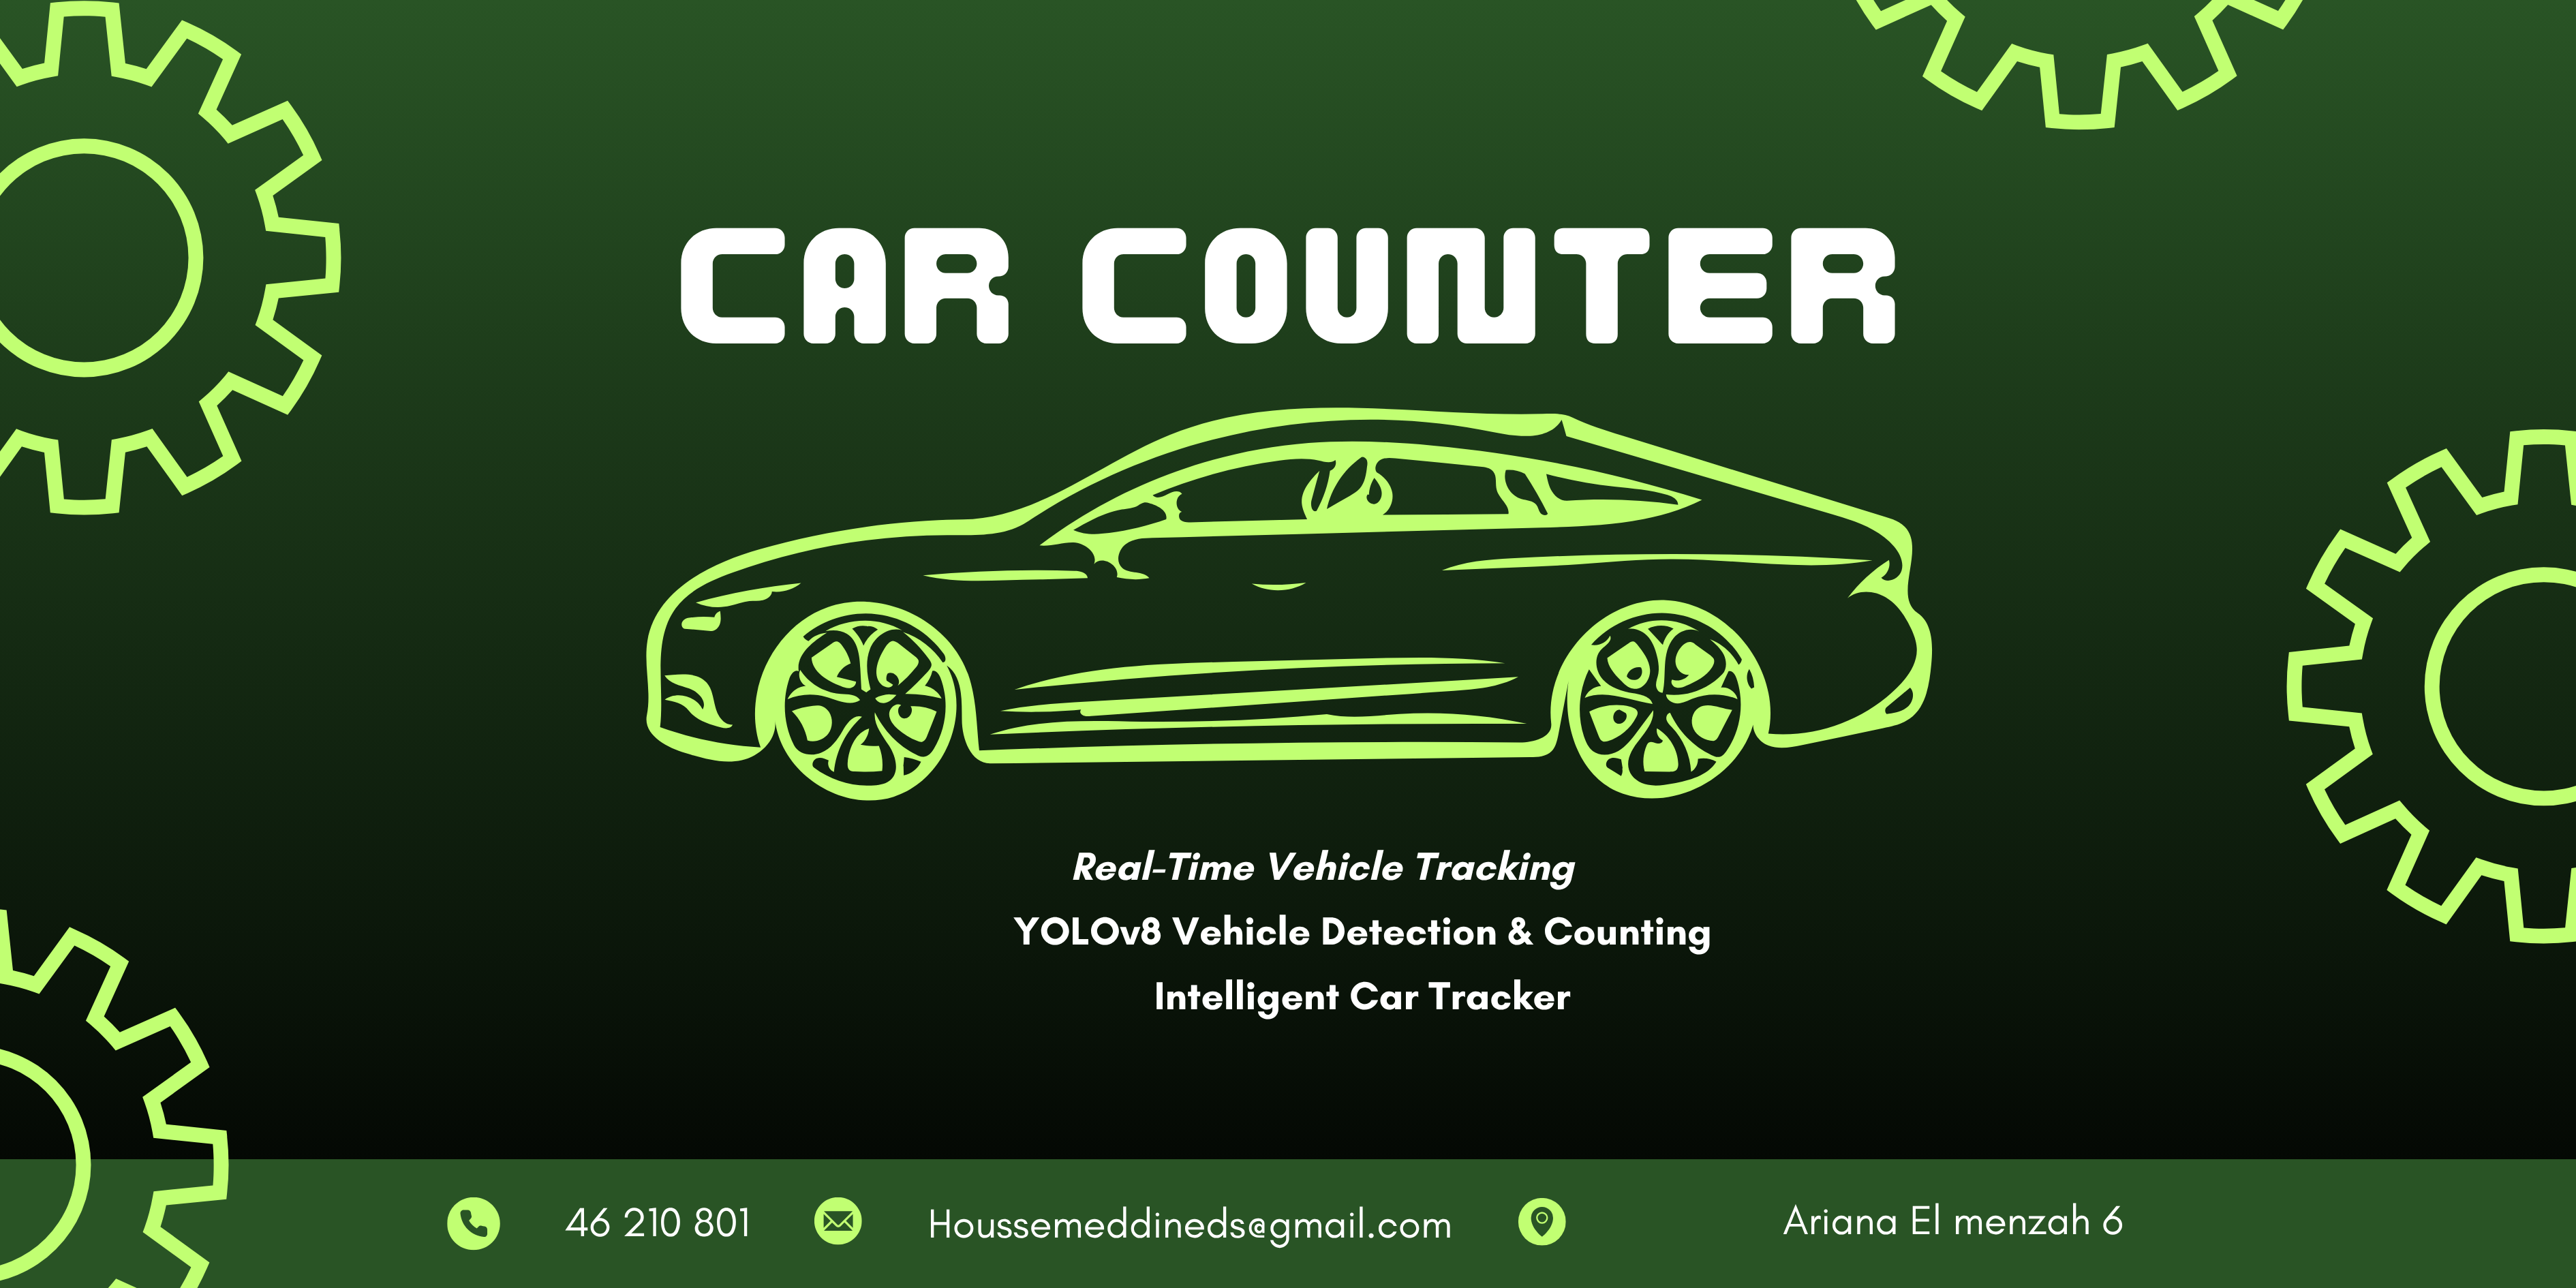 CAR COUNTER
Real-Time Vehicle Tracking
YOLOv8 Vehicle Detection & Counting
Intelligent Car Tracker
46 210 801
Houssemeddineds@gmail.com
Ariana El menzah 6